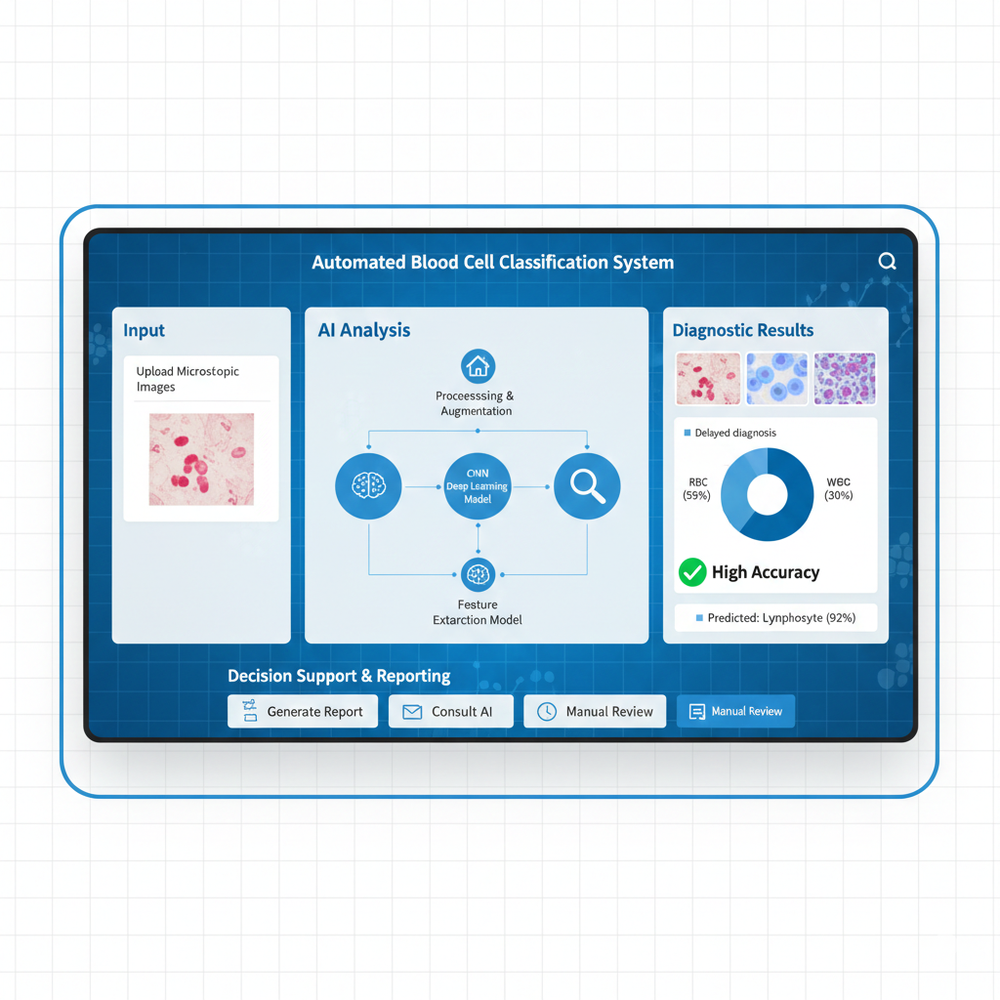 Automated Blood Cell Classification System
Input
Upload Microstopic
Images
AI Analysis
Proceesssing &
Augmentation
CNN
Deep Learning
Model
Festure
Extarction Model
Diagnostic Results
Delayed diagnosis
RBC
(59%)
WBC
(30%)
High Accuracy
Predicted: Lynphosyte (92%)
Decision Support & Reporting
Generate Report
Consult AI
Manual Review
Manual Review